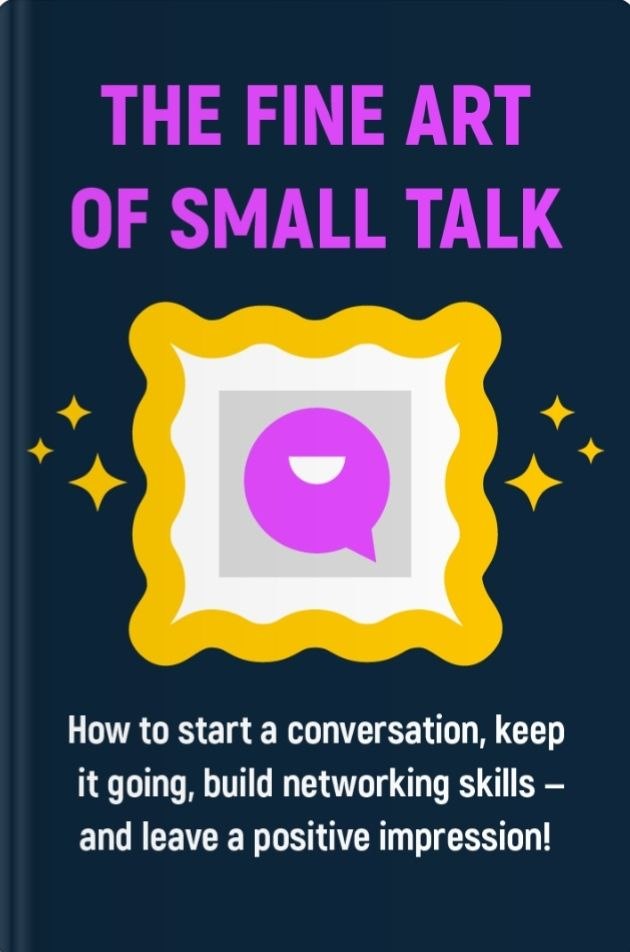 THE FINE ART
OF SMALL TALK
How to start a conversation, keep
it going, build networking skills –
and leave a positive impression!